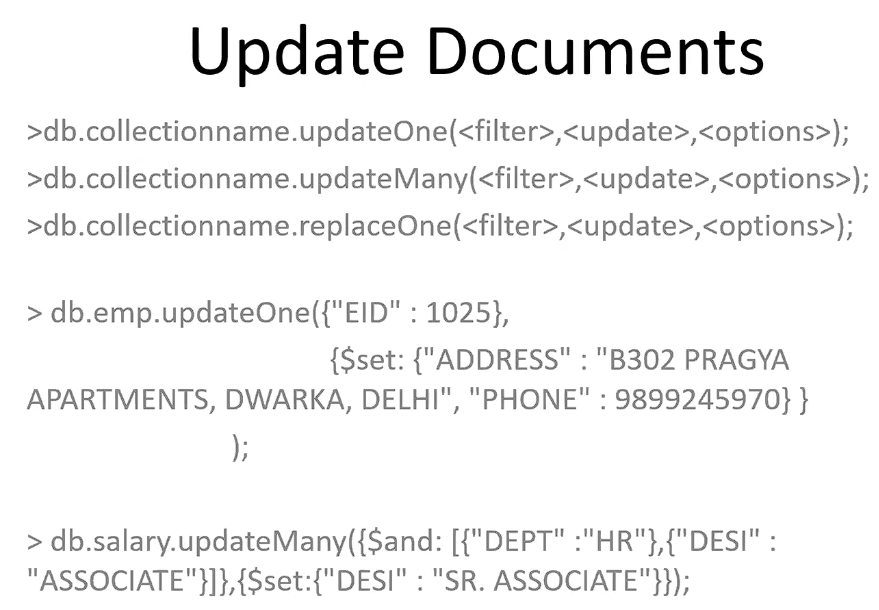 Update Documents
>db.collectionname.updateOne(<filter>,<update>,<options>);
>db.collectionname.updateMany(<filter>,<update>,<options>);
>db.collectionname.replaceOne(<filter>,<update>,<options>);
> db.emp.updateOne({"EID" : 1025},
{$set: {"ADDRESS" : "B302 PRAGYA
APARTMENTS, DWARKA, DELHI", "PHONE" : 9899245970} }
);
> db.salary.updateMany({$and: [{"DEPT" :"HR"},{"DESI" :
"ASSOCIATE"}]},{$set:{"DESI" : "SR. ASSOCIATE"}});